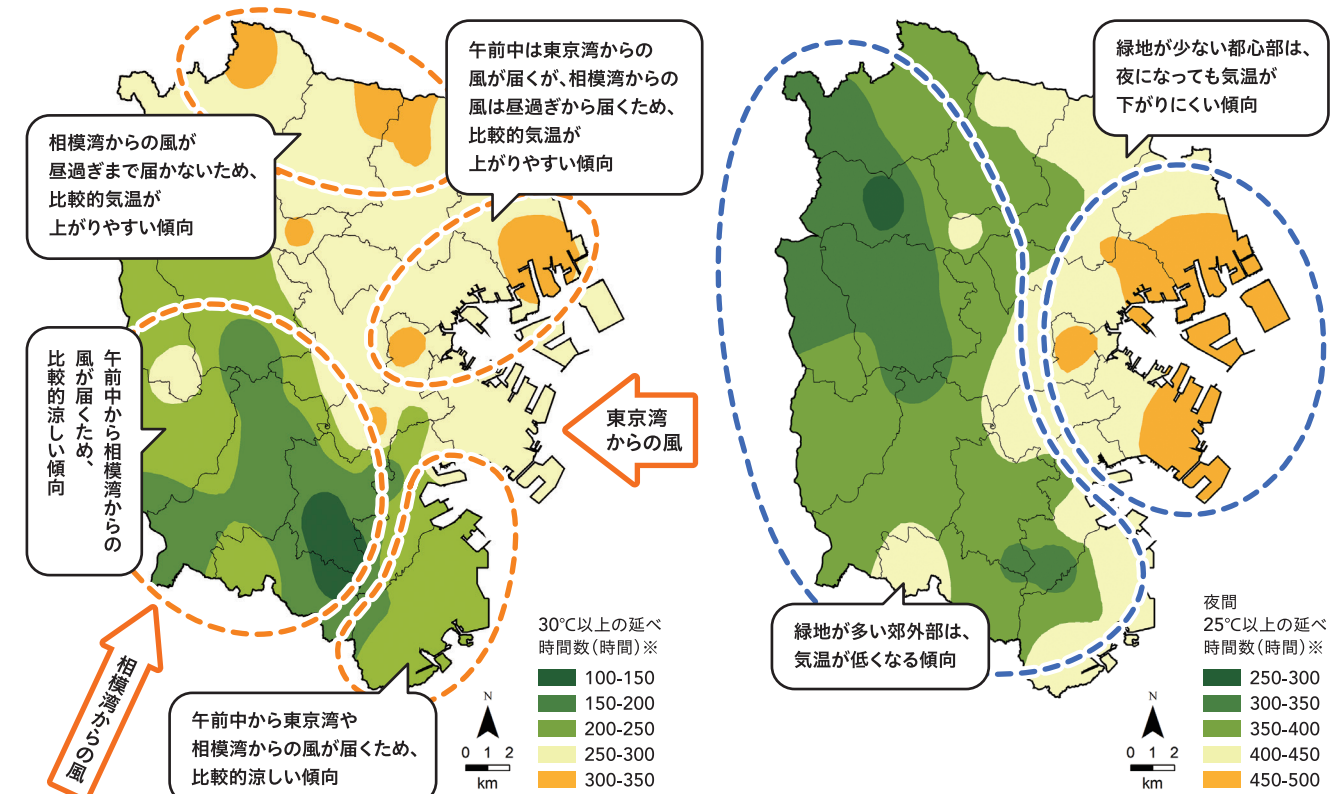 相模湾からの風が
昼過ぎまで届かないため、
比較的気温が
上がりやすい傾向
午前中は東京湾からの
風が届くが、相模湾からの
風は昼過ぎから届くため、
比較的気温が
上がりやすい傾向
午前中から相模湾からの
風が届くため、
比較的涼しい傾向
東京湾
からの風
相模湾からの風
午前中から東京湾や
相模湾からの風が届くため、
比較的涼しい傾向
30℃以上の延べ
時間数(時間)※
100-150
150-200
200-250
250-300
300-350
N
0 1 2
km
緑地が少ない都心部は、
夜になっても気温が
下がりにくい傾向
緑地が多い郊外部は、
気温が低くなる傾向
夜間
25℃以上の延べ
時間数(時間)※
250-300
300-350
350-400
400-450
450-500
N
0 1 2
km